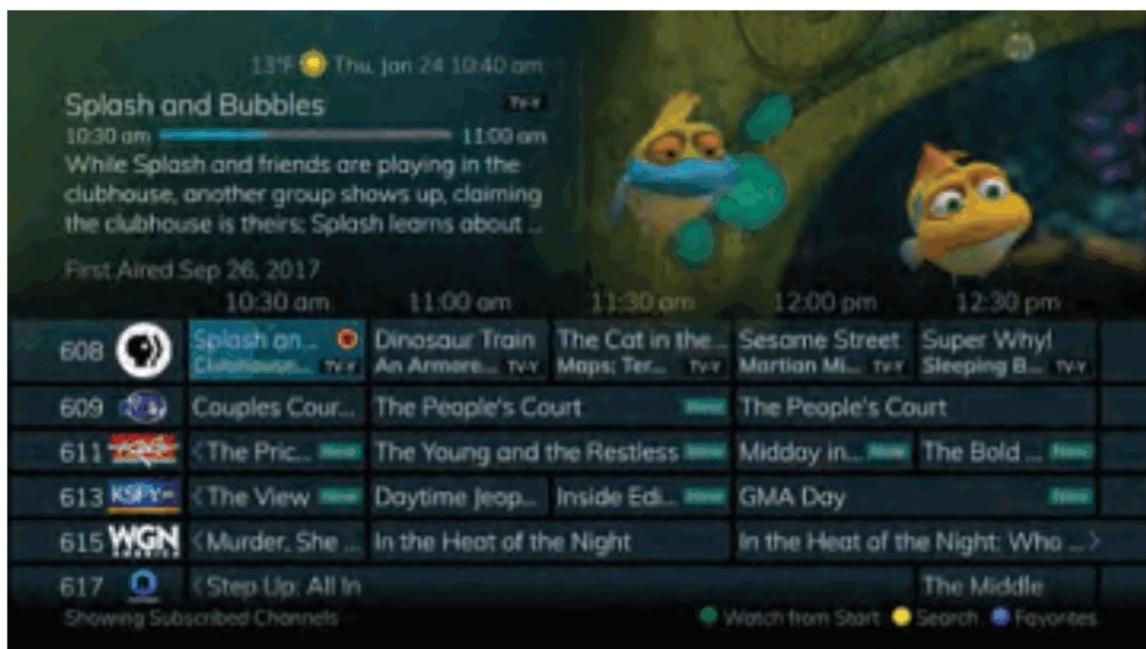 13°F Thu, Jan 24 10:40 am
Splash and Bubbles TV-Y
10:30 am 11:00 am
While Splash and friends are playing in the
clubhouse, another group shows up, claiming
the clubhouse is theirs; Splash learns about ...
First Aired Sep 26, 2017
10:30 am 11:00 am 11:30 am 12:00 pm 12:30 pm
608 Splash an... Dinosaur Train The Cat in the... Sesame Street Super Why!
Clubhouse... TV-Y An Armore... TV-Y Maps; Ter... TV-Y Martian Mi... TV-Y Sleeping B... TV-Y
609 Couples Cour... The People's Court New The People's Court
611 <The Pric... New The Young and the Restless New Midday in... New The Bold ... New
613 <The View New Daytime Jeop... Inside Edi... New GMA Day New
615 WGN <Murder, She ... In the Heat of the Night In the Heat of the Night: Who ...>
617 <Step Up: All In The Middle
Showing Subscribed Channels Watch from Start Search Favorites